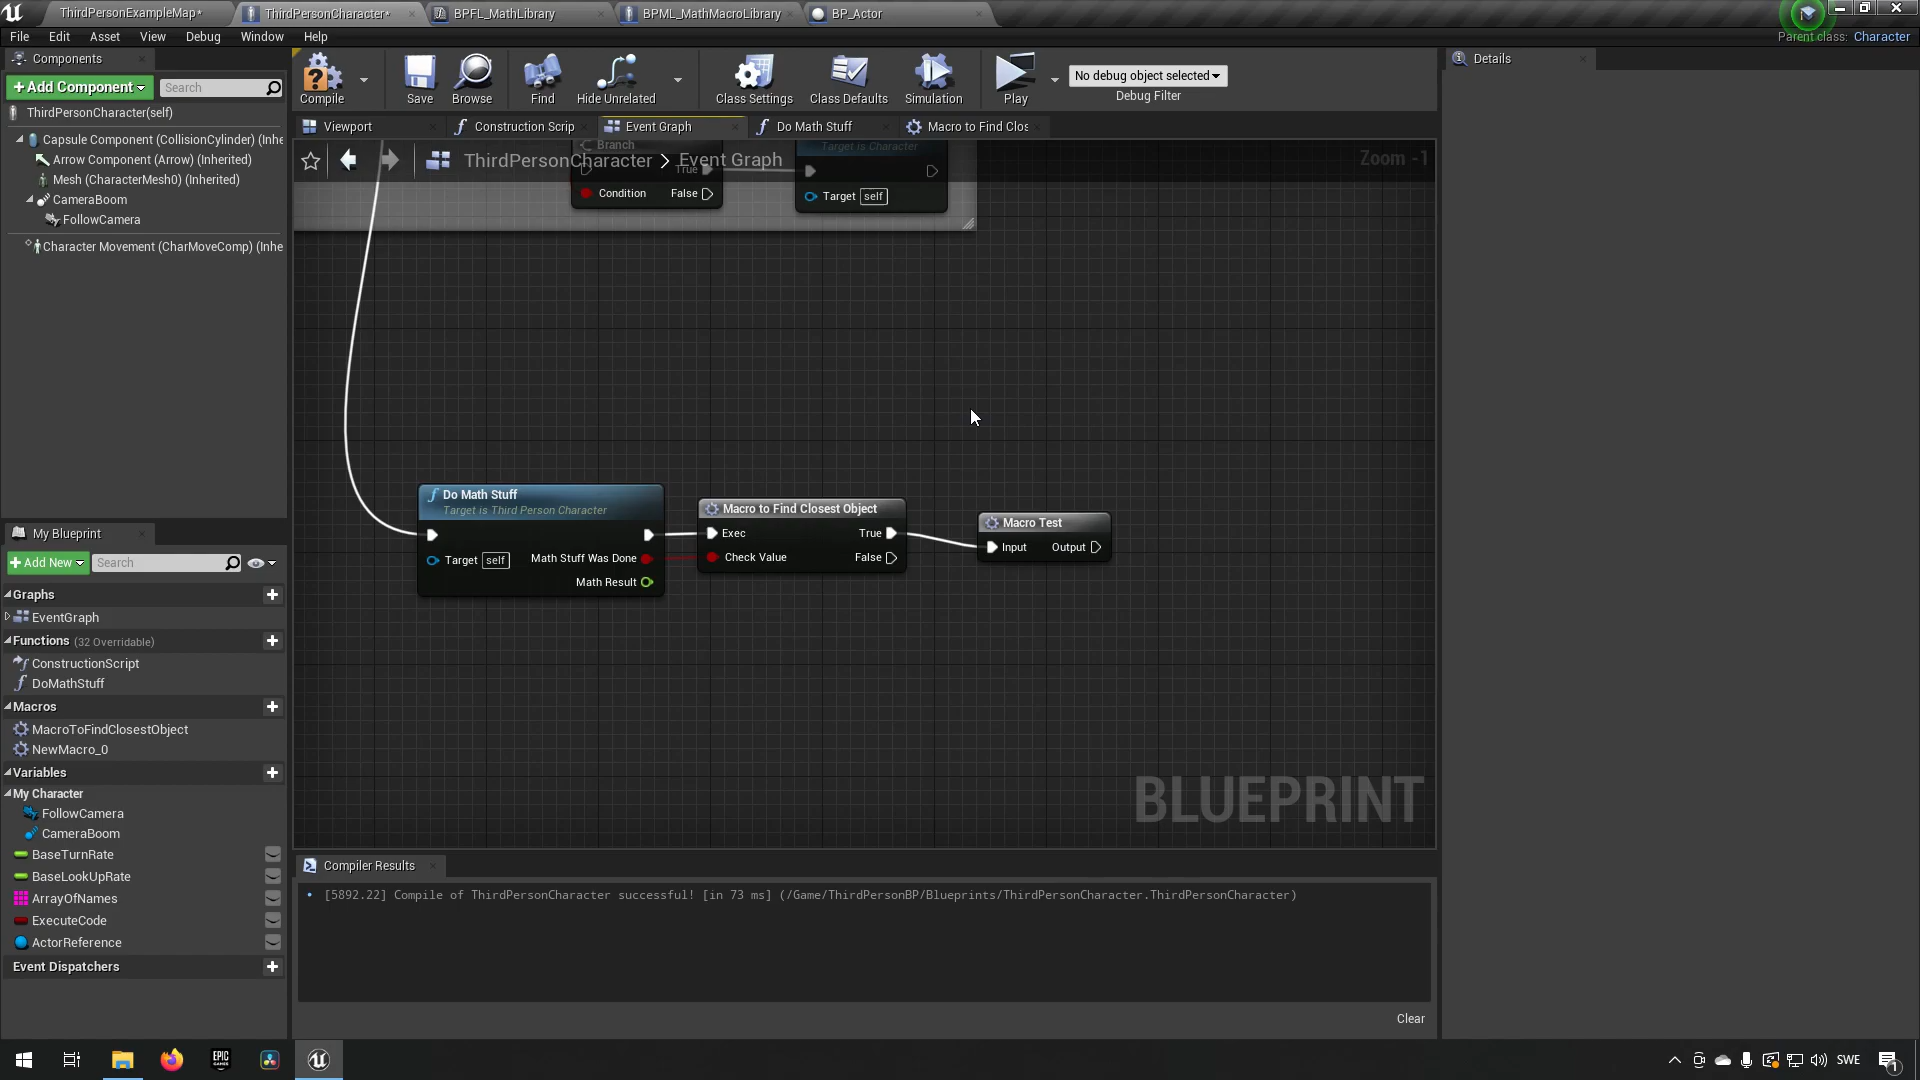 ThirdPersonExampleMap*
ThirdPersonCharacter*
BPFL_MathLibrary
BPML_MathMacroLibrary
BP_Actor
File Edit Asset View Debug Window Help
Parent class: Character
Components
+Add Component
Search
ThirdPersonCharacter(self)
Capsule Component (CollisionCylinder) (Inhe
Arrow Component (Arrow) (Inherited)
Mesh (CharacterMesh0) (Inherited)
CameraBoom
FollowCamera
Character Movement (CharMoveComp) (Inhe
Compile
Save
Browse
Find
Hide Unrelated
Class Settings
Class Defaults
Simulation
Play
No debug object selected
Debug Filter
Details
Viewport
Construction Scrip
Event Graph
Do Math Stuff
Macro to Find Clos
ThirdPersonCharacter > Event Graph
Zoom -1
Branch
True
Condition
False
Target is Character
Target self
Do Math Stuff
Target is Third Person Character
Target self
Math Stuff Was Done
Math Result
Macro to Find Closest Object
Exec
True
Check Value
False
Macro Test
Input
Output
BLUEPRINT
My Blueprint
+Add New
Search
Graphs
EventGraph
Functions (32 Overridable)
ConstructionScript
DoMathStuff
Macros
MacroToFindClosestObject
NewMacro_0
Variables
My Character
FollowCamera
CameraBoom
BaseTurnRate
BaseLookUpRate
ArrayOfNames
ExecuteCode
ActorReference
Event Dispatchers
Compiler Results
[5892.22] Compile of ThirdPersonCharacter successful! [in 73 ms] (/Game/ThirdPersonBP/Blueprints/ThirdPersonCharacter.ThirdPersonCharacter)
Clear
EPIC GAMES
SWE
1